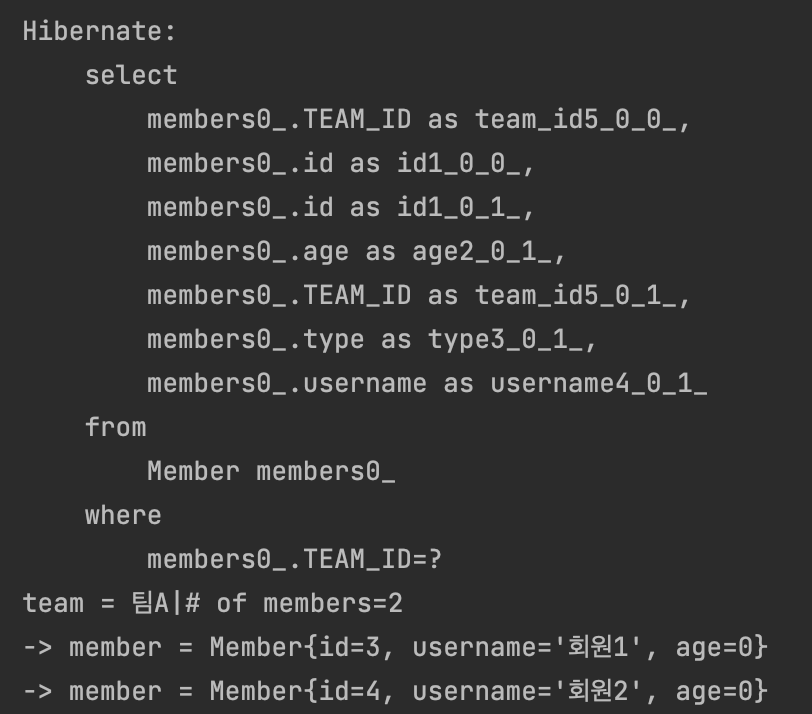 Hibernate:
    select
        members0_.TEAM_ID as team_id5_0_0_,
        members0_.id as id1_0_0_,
        members0_.id as id1_0_1_,
        members0_.age as age2_0_1_,
        members0_.TEAM_ID as team_id5_0_1_,
        members0_.type as type3_0_1_,
        members0_.username as username4_0_1_
    from
        Member members0_
    where
        members0_.TEAM_ID=?
team = 팀A|# of members=2
-> member = Member{id=3, username='회원1', age=0}
-> member = Member{id=4, username='회원2', age=0}